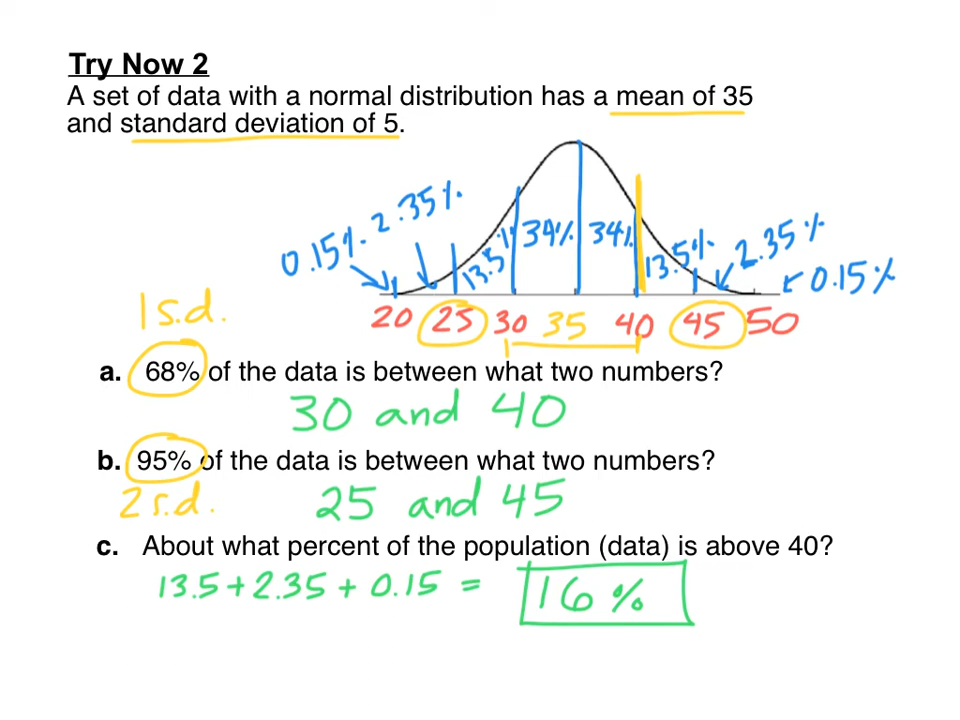 Try Now 2
A set of data with a normal distribution has a mean of 35
and standard deviation of 5.
0.15% 2.35% 13.5% 34% 34% 13.5% 2.35% 0.15%
20 25 30 35 40 45 50
1 s.d.
a. 68% of the data is between what two numbers?
30 and 40
b. 95% of the data is between what two numbers?
2 s.d. 25 and 45
c. About what percent of the population (data) is above 40?
13.5 + 2.35 + 0.15 = 16%